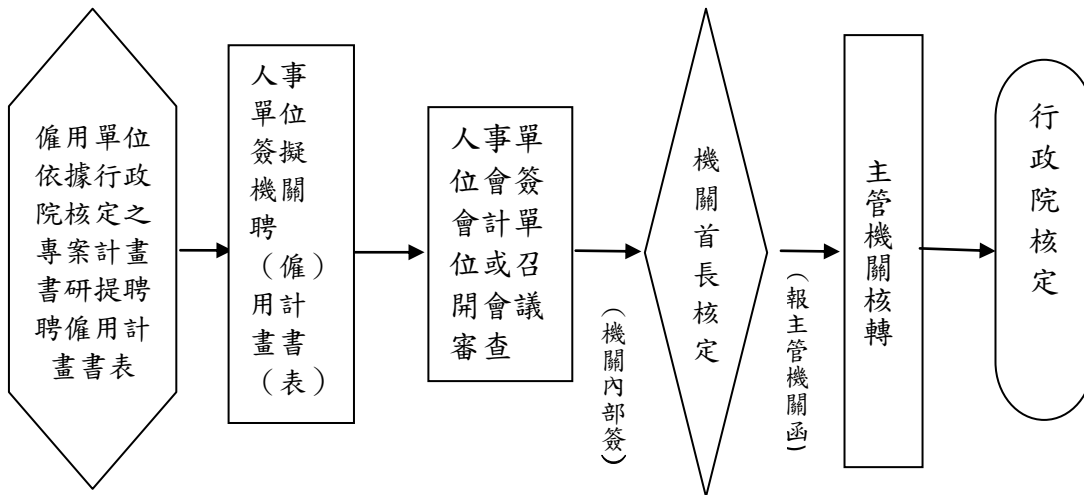 僱用單位
依據行政
院核定之
專案計畫
書研提聘
聘僱用計
畫書表
人事
單位
簽擬
機關
聘
（僱）
用計
畫書
（表）
人事單
位會簽
會計單
位或召
開會議
審查
(機關內部簽)
機關首長核定
(報主管機關函)
主管機關核轉
行政院核定